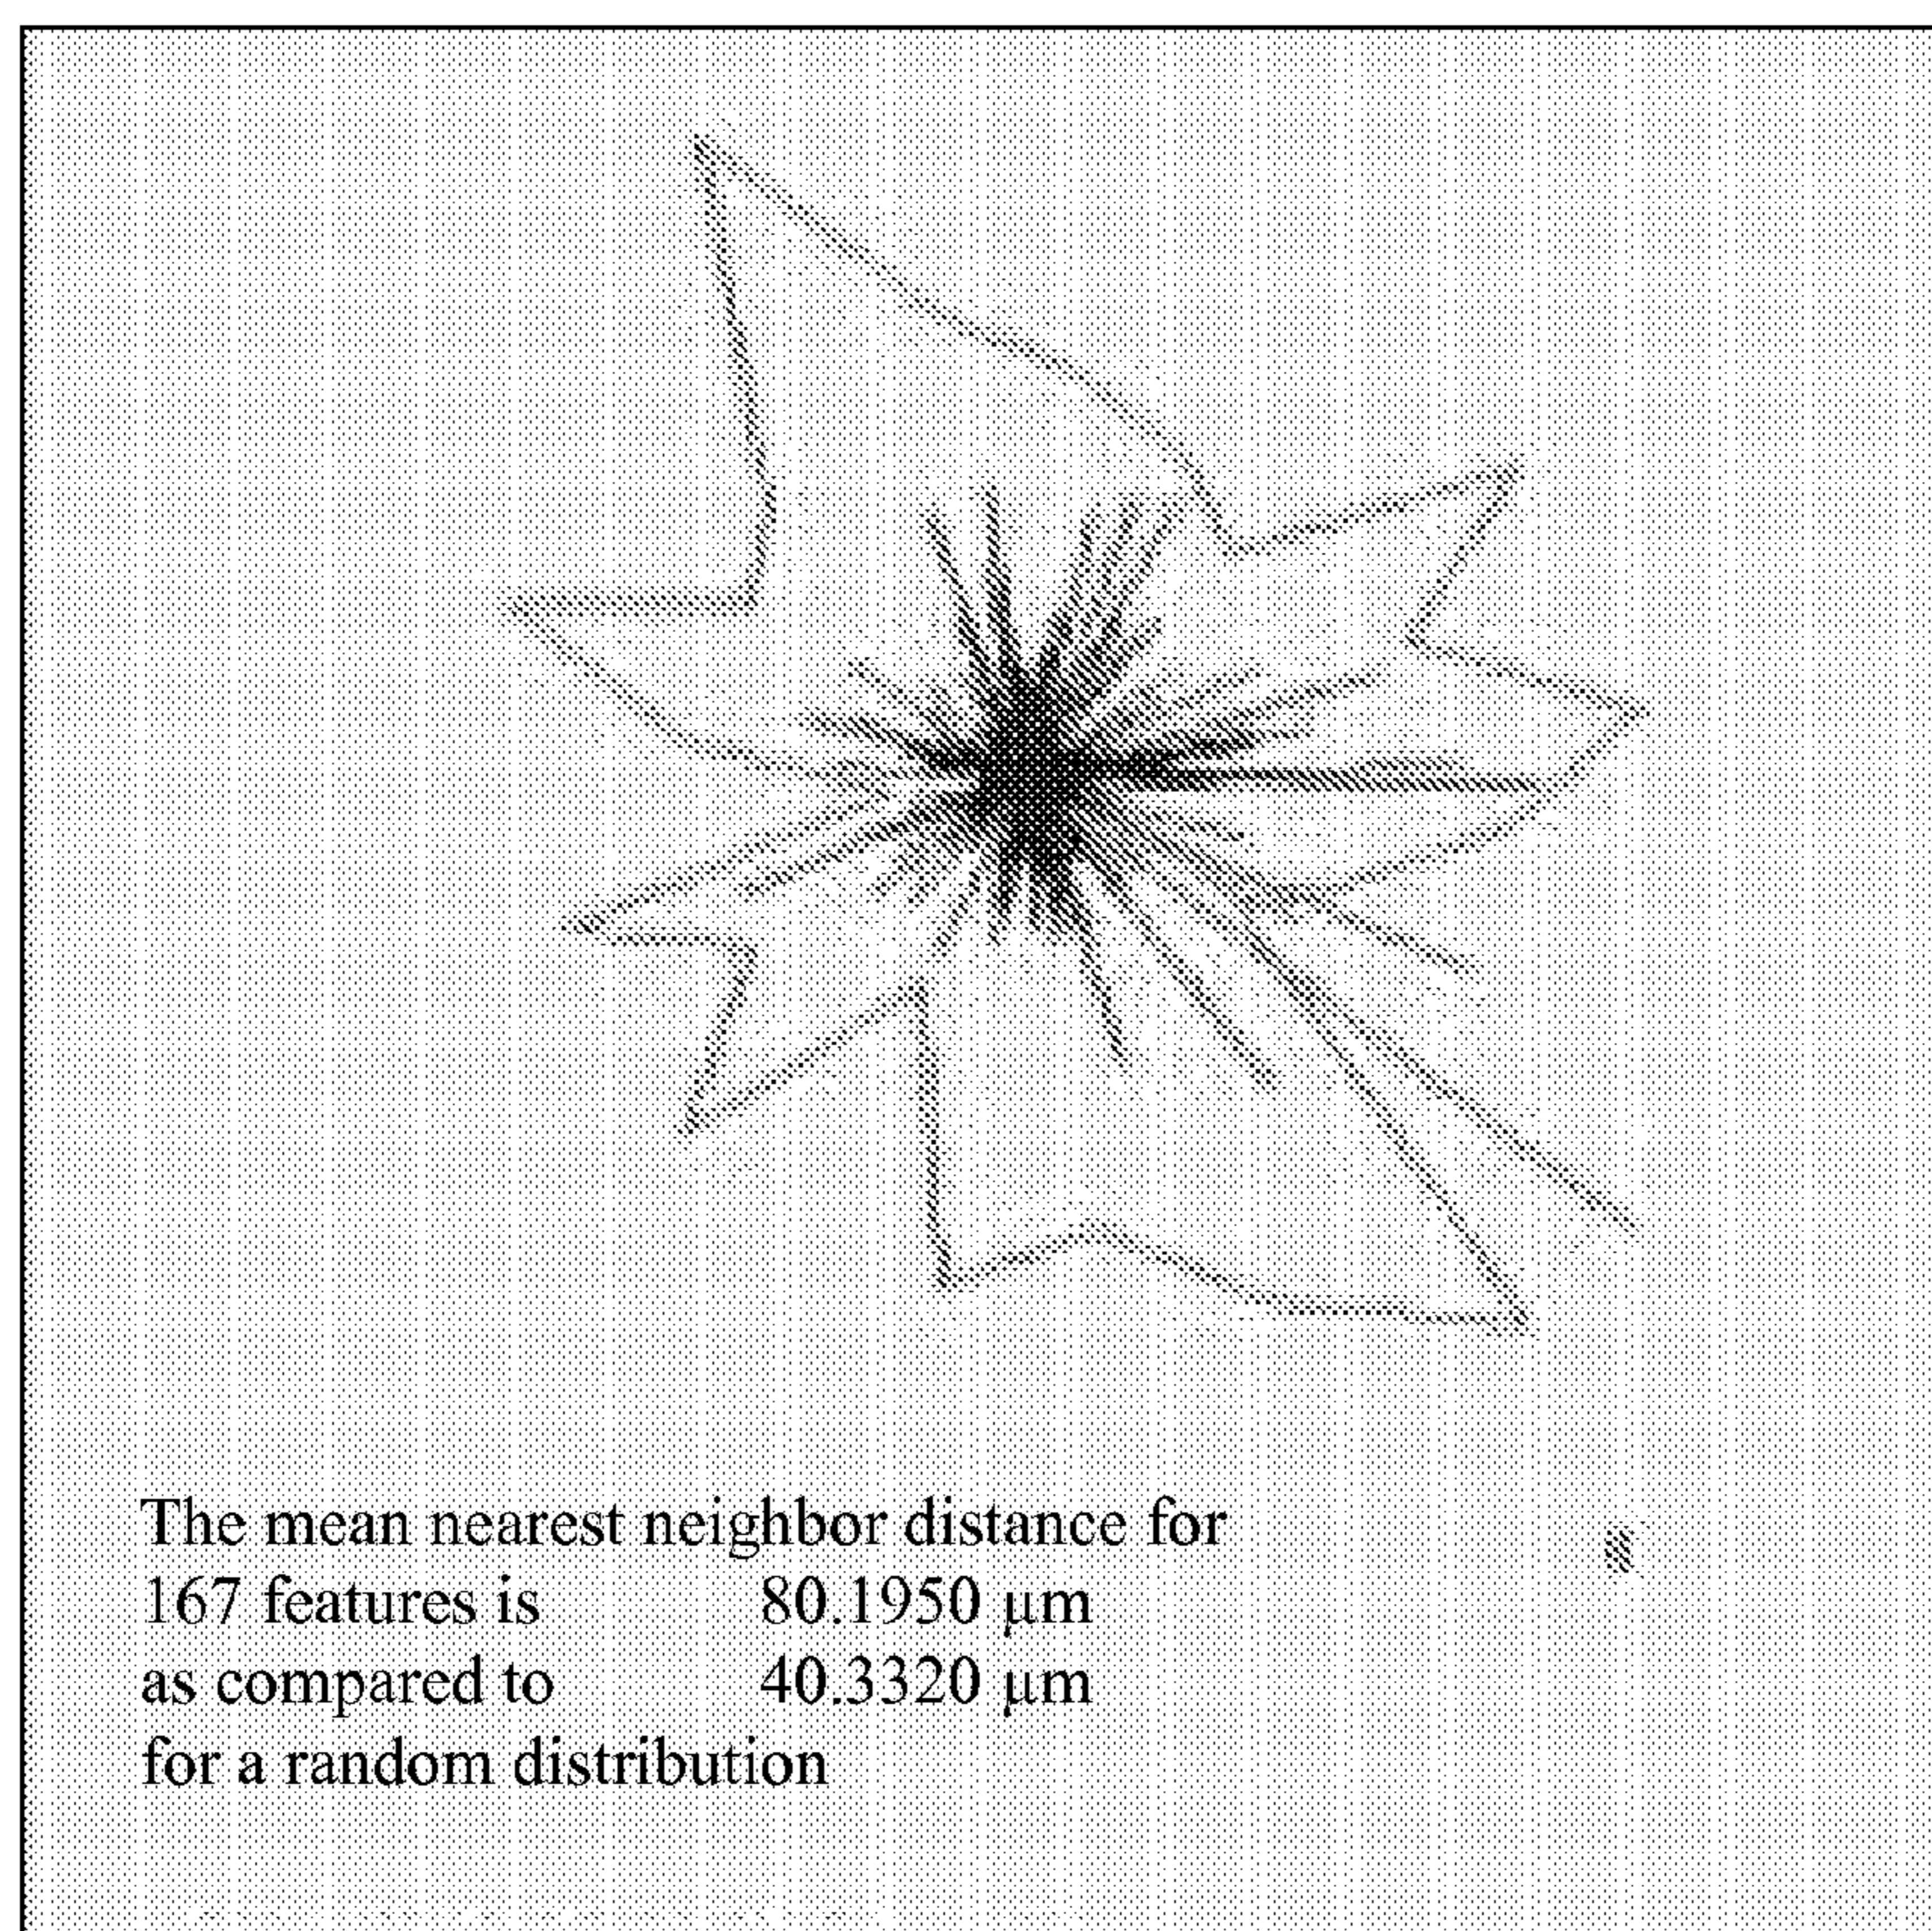 The mean nearest neighbor distance for
167 features is 80.1950 μm
as compared to 40.3320 μm
for a random distribution